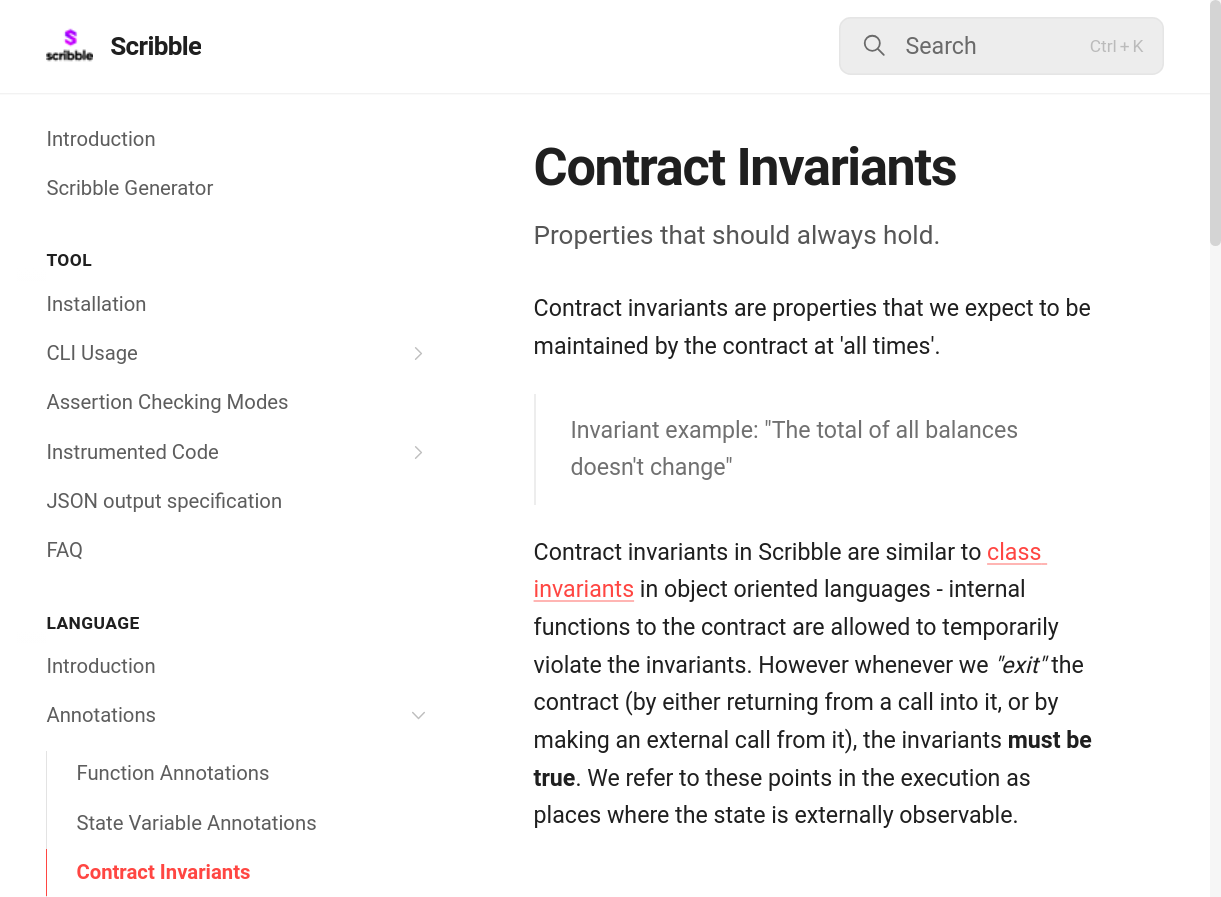 scribble
Scribble
Search
Ctrl + K
Introduction
Scribble Generator
TOOL
Installation
CLI Usage
Assertion Checking Modes
Instrumented Code
JSON output specification
FAQ
LANGUAGE
Introduction
Annotations
Function Annotations
State Variable Annotations
Contract Invariants
Contract Invariants
Properties that should always hold.
Contract invariants are properties that we expect to be
maintained by the contract at 'all times'.
Invariant example: "The total of all balances
doesn't change"
Contract invariants in Scribble are similar to class
invariants in object oriented languages - internal
functions to the contract are allowed to temporarily
violate the invariants. However whenever we "exit" the
contract (by either returning from a call into it, or by
making an external call from it), the invariants must be
true. We refer to these points in the execution as
places where the state is externally observable.